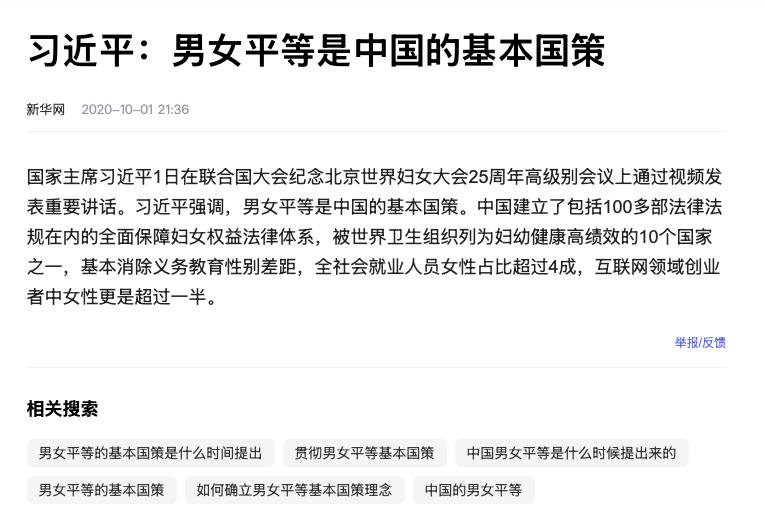 习近平：男女平等是中国的基本国策
新华网 2020-10-01 21:36
国家主席习近平1日在联合国大会纪念北京世界妇女大会25周年高级别会议上通过视频发
表重要讲话。习近平强调，男女平等是中国的基本国策。中国建立了包括100多部法律法
规在内的全面保障妇女权益法律体系，被世界卫生组织列为妇幼健康高绩效的10个国家
之一，基本消除义务教育性别差距，全社会就业人员女性占比超过4成，互联网领域创业
者中女性更是超过一半。
举报/反馈
相关搜索
男女平等的基本国策是什么时间提出 贯彻男女平等基本国策 中国男女平等是什么时候提出来的
男女平等的基本国策 如何确立男女平等基本国策理念 中国的男女平等